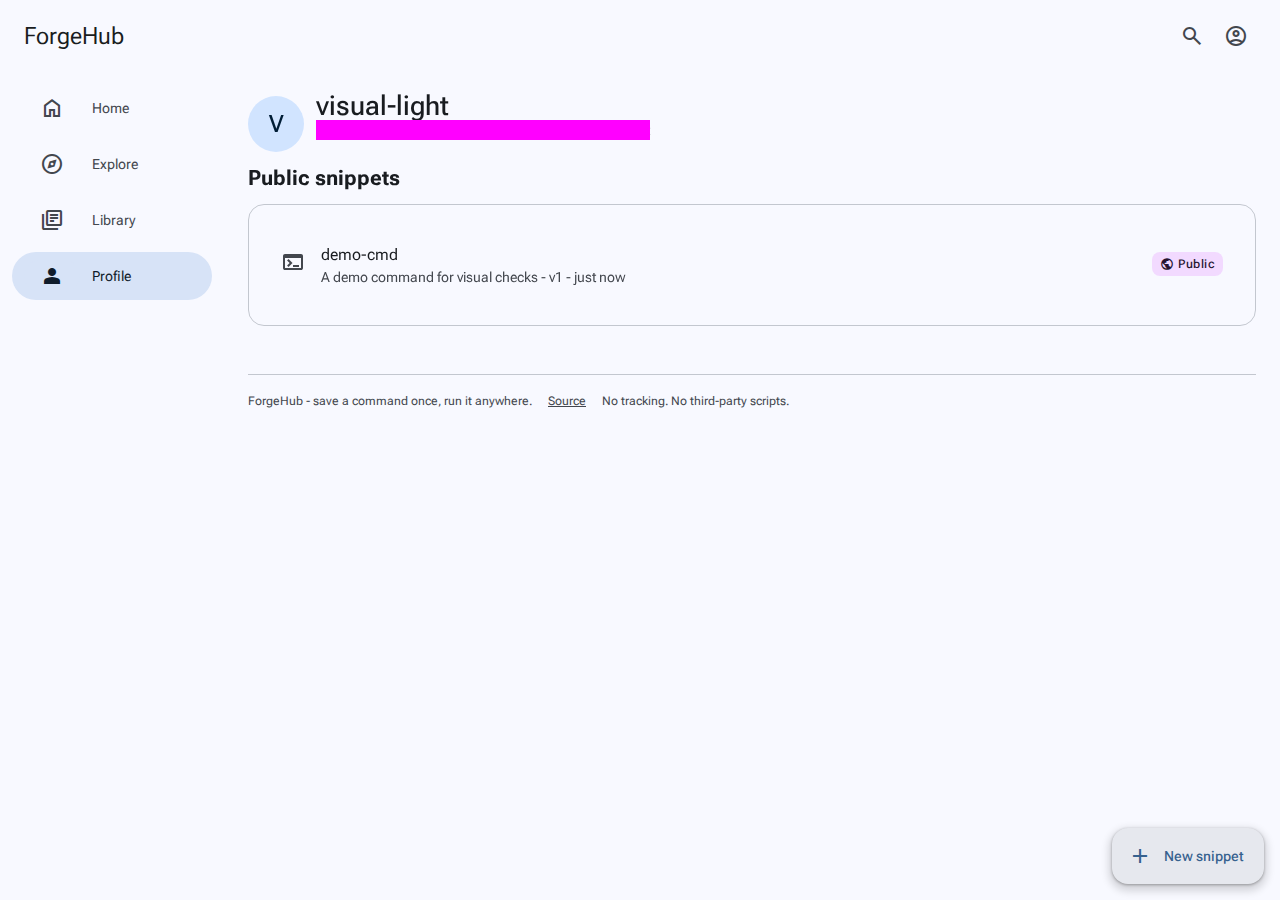 ForgeHub
Home
Explore
Library
Profile
V
visual-light
Public snippets
demo-cmd
A demo command for visual checks - v1 - just now
Public
ForgeHub - save a command once, run it anywhere. Source No tracking. No third-party scripts.
New snippet